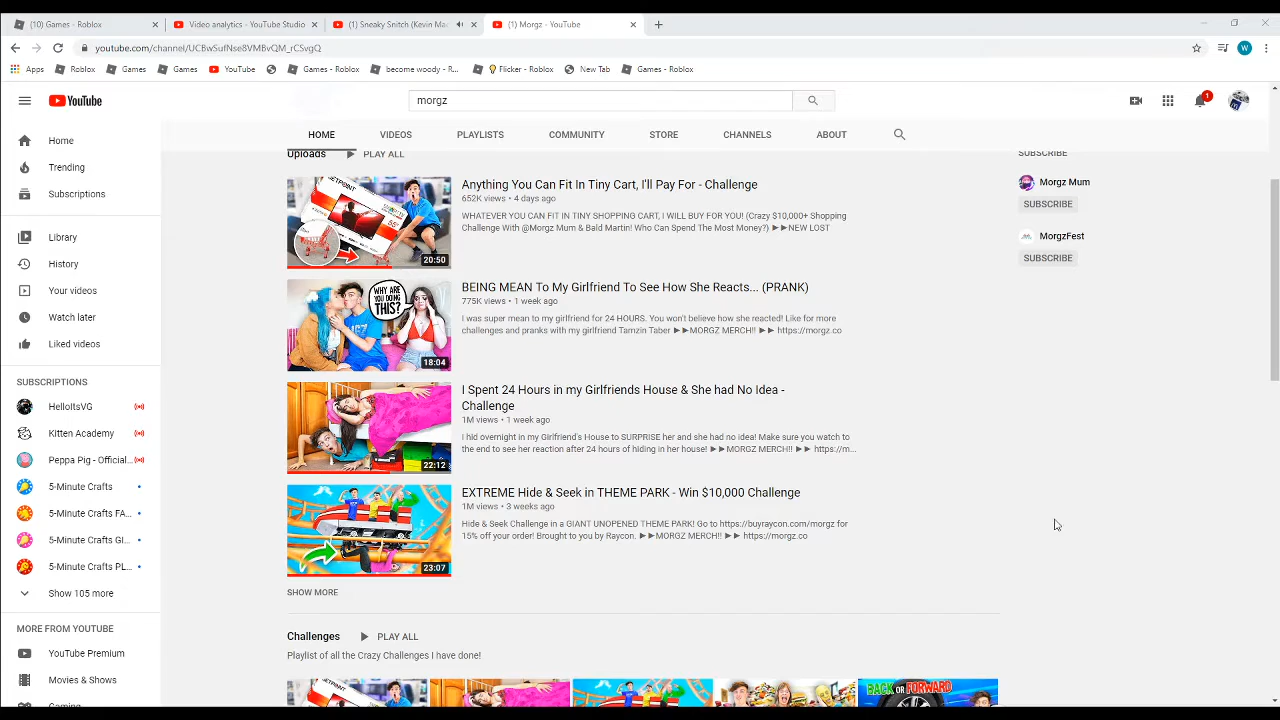 (10) Games - Roblox
Video analytics - YouTube Studio
(1) Sneaky Snitch (Kevin Ma
(1) Morgz - YouTube
youtube.com/channel/UCBwSufNse8VMBvQM_rCSvgQ
W
Apps
Roblox
Games
Games
YouTube
Games - Roblox
become woody - R...
Flicker - Roblox
New Tab
Games - Roblox
YouTube
morgz
1
HOME
VIDEOS
PLAYLISTS
COMMUNITY
STORE
CHANNELS
ABOUT
Home
Trending
Subscriptions
Library
History
Your videos
Watch later
Liked videos
SUBSCRIPTIONS
HelloItsVG
Kitten Academy
Peppa Pig - Official...
5-Minute Crafts
5-Minute Crafts FA...
5-Minute Crafts GI...
5-Minute Crafts PL...
Show 105 more
MORE FROM YOUTUBE
YouTube Premium
Movies & Shows
Gaming
Uploads
PLAY ALL
20:50
Anything You Can Fit In Tiny Cart, I'll Pay For - Challenge
652K views • 4 days ago
WHATEVER YOU CAN FIT IN TINY SHOPPING CART, I WILL BUY FOR YOU! (Crazy $10,000+ Shopping
Challenge With @Morgz Mum & Bald Martin! Who Can Spend The Most Money?) ►►NEW LOST
WHY ARE
YOU DOING
THIS?
18:04
BEING MEAN To My Girlfriend To See How She Reacts... (PRANK)
775K views • 1 week ago
I was super mean to my girlfriend for 24 HOURS. You won't believe how she reacted! Like for more
challenges and pranks with my girlfriend Tamzin Taber ►►MORGZ MERCH!! ►► https://morgz.co
22:12
I Spent 24 Hours in my Girlfriends House & She had No Idea -
Challenge
1M views • 1 week ago
I hid overnight in my Girlfriend's House to SURPRISE her and she had no idea! Make sure you watch to
the end to see her reaction after 24 hours of hiding in her house! ►►MORGZ MERCH!! ►► https://m...
23:07
EXTREME Hide & Seek in THEME PARK - Win $10,000 Challenge
1M views • 3 weeks ago
Hide & Seek Challenge in a GIANT UNOPENED THEME PARK! Go to https://buyraycon.com/morgz for
15% off your order! Brought to you by Raycon. ►►MORGZ MERCH!! ►► https://morgz.co
SHOW MORE
Challenges
PLAY ALL
Playlist of all the Crazy Challenges I have done!
BACK OR FORWARD
SUBSCRIBE
Morgz Mum
SUBSCRIBE
MorgzFest
SUBSCRIBE